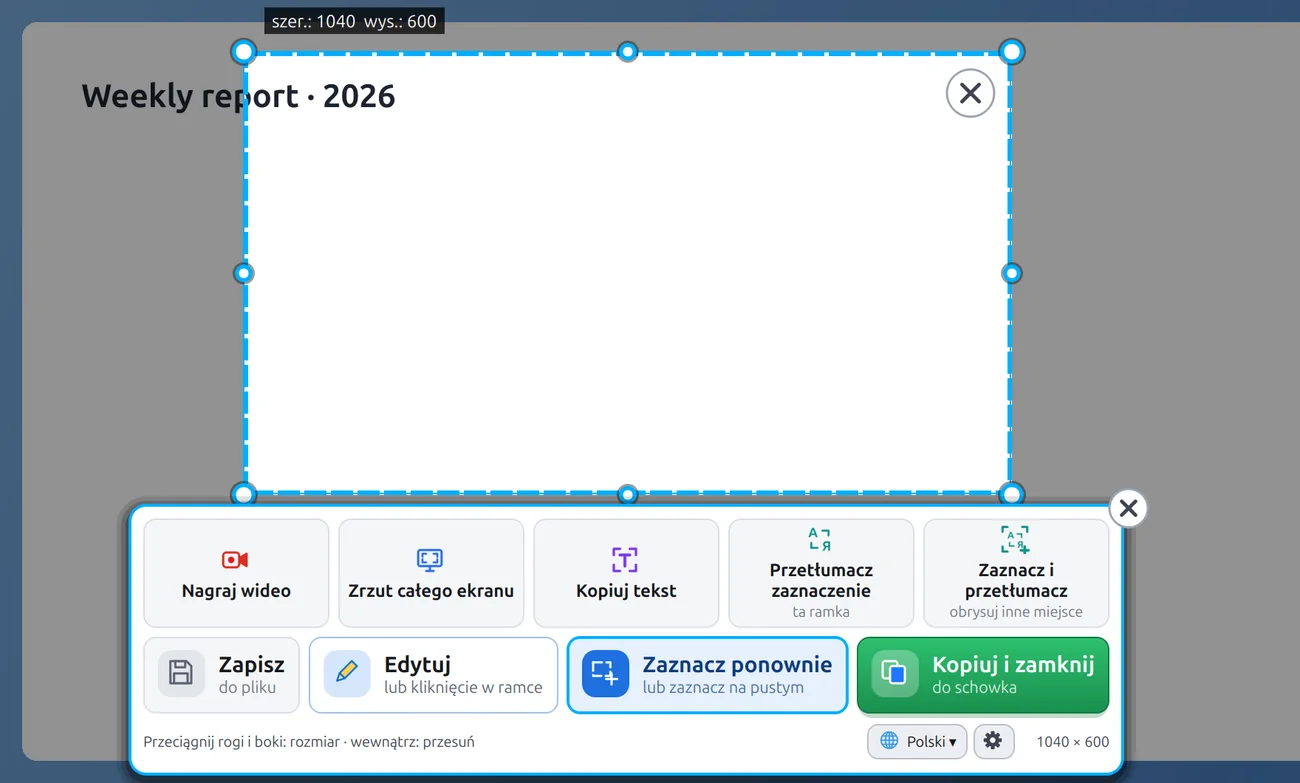 szer.: 1040 wys.: 600
Weekly report · 2026
Nagraj wideo
Zrzut całego ekranu
Kopiuj tekst
Przetłumacz
zaznaczenie
ta ramka
Zaznacz i
przetłumacz
obrysuj inne miejsce
Zapisz
do pliku
Edytuj
lub kliknięcie w ramce
Zaznacz ponownie
lub zaznacz na pustym
Kopiuj i zamknij
do schowka
Przeciągnij rogi i boki: rozmiar · wewnątrz: przesuń
Polski ▾
1040 × 600